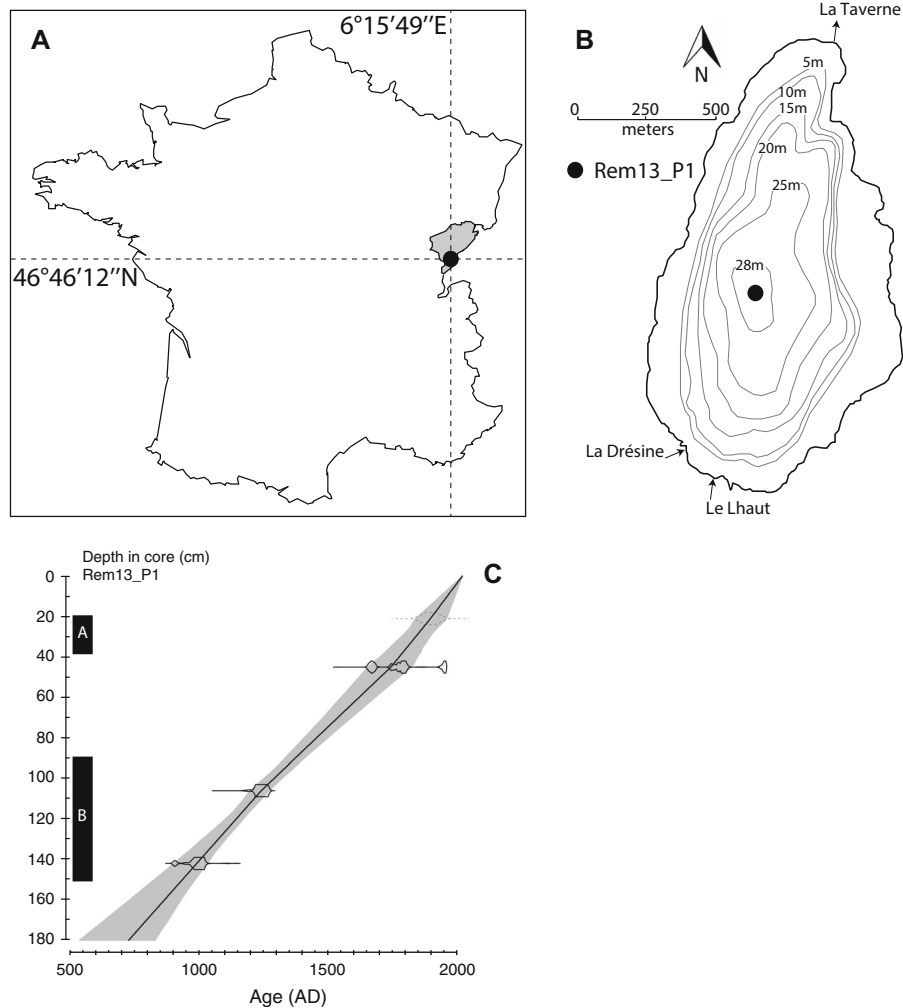 A
6°15'49"E
46°46'12"N
B
La Taverne
N
0 250 500
meters
Rem13_P1
5m
10m
15m
20m
25m
28m
La Drésine
Le Lhaut
C
Depth in core (cm)
Rem13_P1
0
20
40
60
80
100
120
140
160
180
A
B
500 1000 1500 2000
Age (AD)